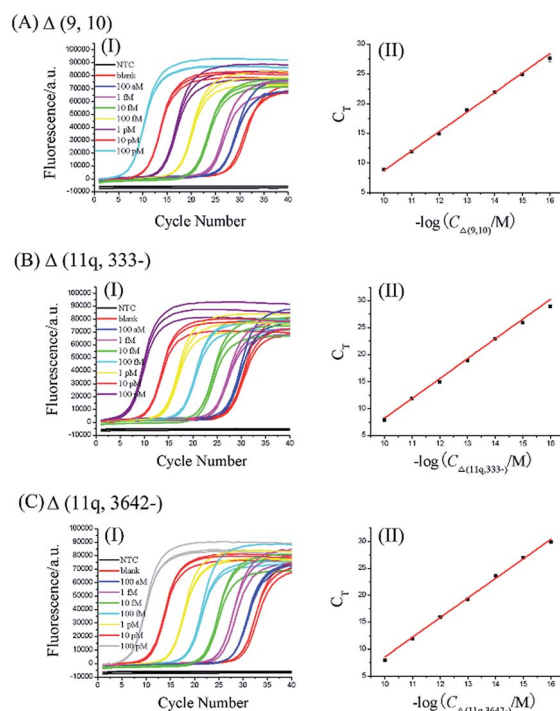 (A) Δ (9, 10)
(I)
Fluorescence/a.u.
100000
90000
80000
70000
60000
50000
40000
30000
20000
10000
0
-10000
NTC
blank
100 aM
1 fM
10 fM
100 fM
1 pM
10 pM
100 pM
0 5 10 15 20 25 30 35 40
Cycle Number
(II)
CT
30
25
20
15
10
5
10 11 12 13 14 15 16
-log(C△(9,10)/M)
(B) Δ (11q, 333-)
(I)
Fluorescence/a.u.
100000
90000
80000
70000
60000
50000
40000
30000
20000
10000
0
-10000
NTC
blank
100 aM
1 fM
10 fM
100 fM
1 pM
10 pM
100 pM
0 5 10 15 20 25 30 35 40
Cycle Number
(II)
CT
30
25
20
15
10
5
10 11 12 13 14 15 16
-log(C△(11q,333-)/M)
(C) Δ (11q, 3642-)
(I)
Fluorescence/a.u.
100000
90000
80000
70000
60000
50000
40000
30000
20000
10000
0
-10000
NTC
blank
100 aM
1 fM
10 fM
100 fM
1 pM
10 pM
100 pM
0 5 10 15 20 25 30 35 40
Cycle Number
(II)
CT
30
25
20
15
10
5
10 11 12 13 14 15 16
-log(C△(11q,3642-)/M)